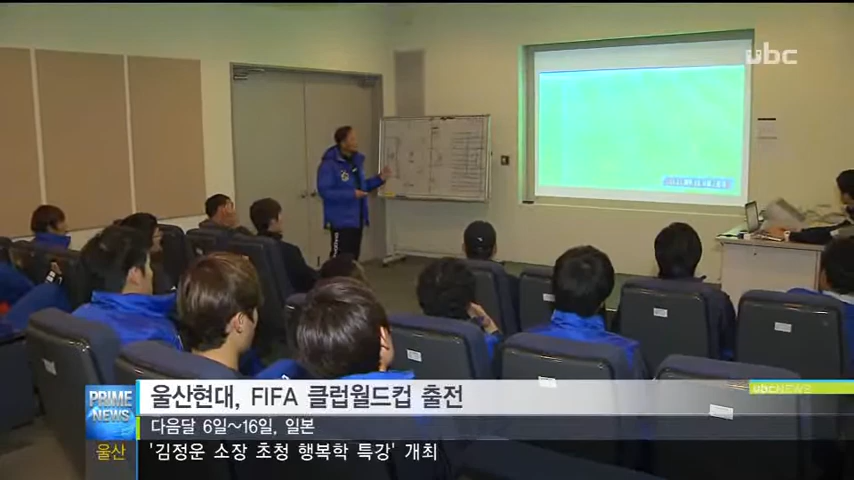 ubc
울산현대, FIFA 클럽월드컵 출전
ubcNEWS
PRIME
NEWS
다음달 6일~16일, 일본
울산
'김정운 소장 초청 행복학 특강' 개최